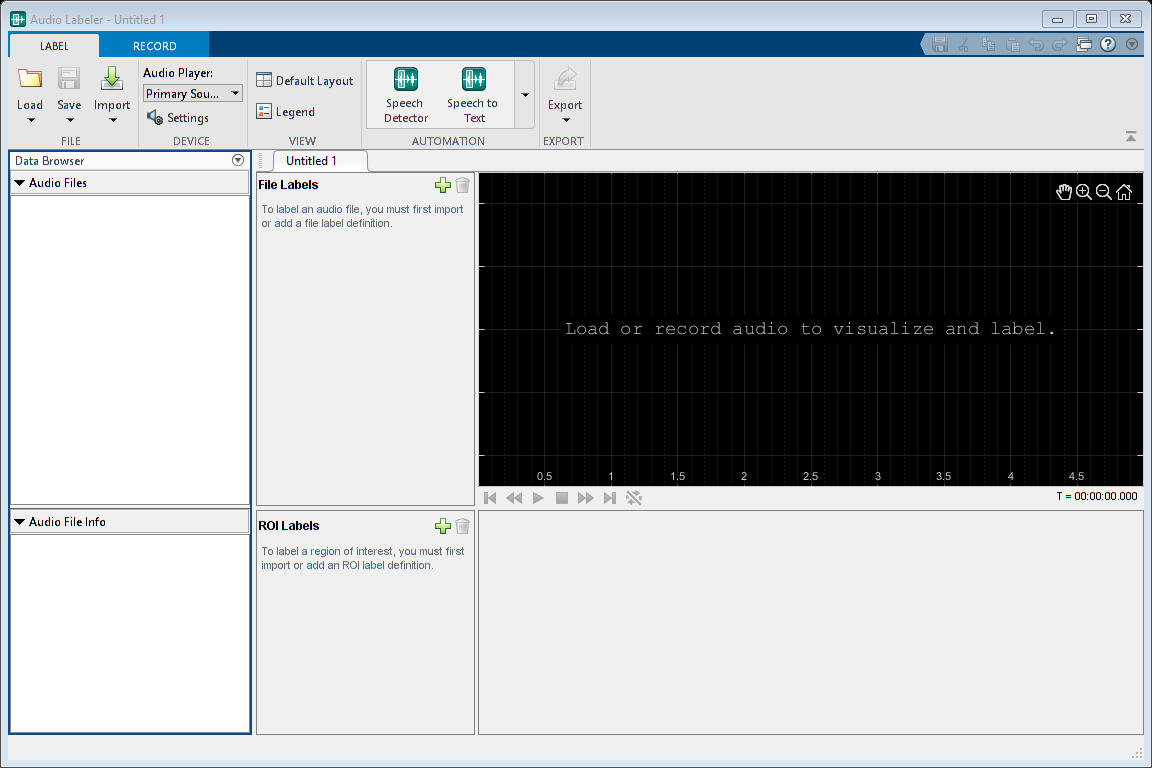 Audio Labeler - Untitled 1
LABEL
RECORD
Load
Save
Import
FILE
Audio Player:
Primary Sou...
Settings
DEVICE
Default Layout
Legend
VIEW
Speech
Detector
Speech to
Text
AUTOMATION
Export
EXPORT
Data Browser
Audio Files
Audio File Info
Untitled 1
File Labels
To label an audio file, you must first import
or add a file label definition.
Load or record audio to visualize and label.
0.5 1 1.5 2 2.5 3 3.5 4 4.5
T = 00:00:00.000
ROI Labels
To label a region of interest, you must first
import or add an ROI label definition.